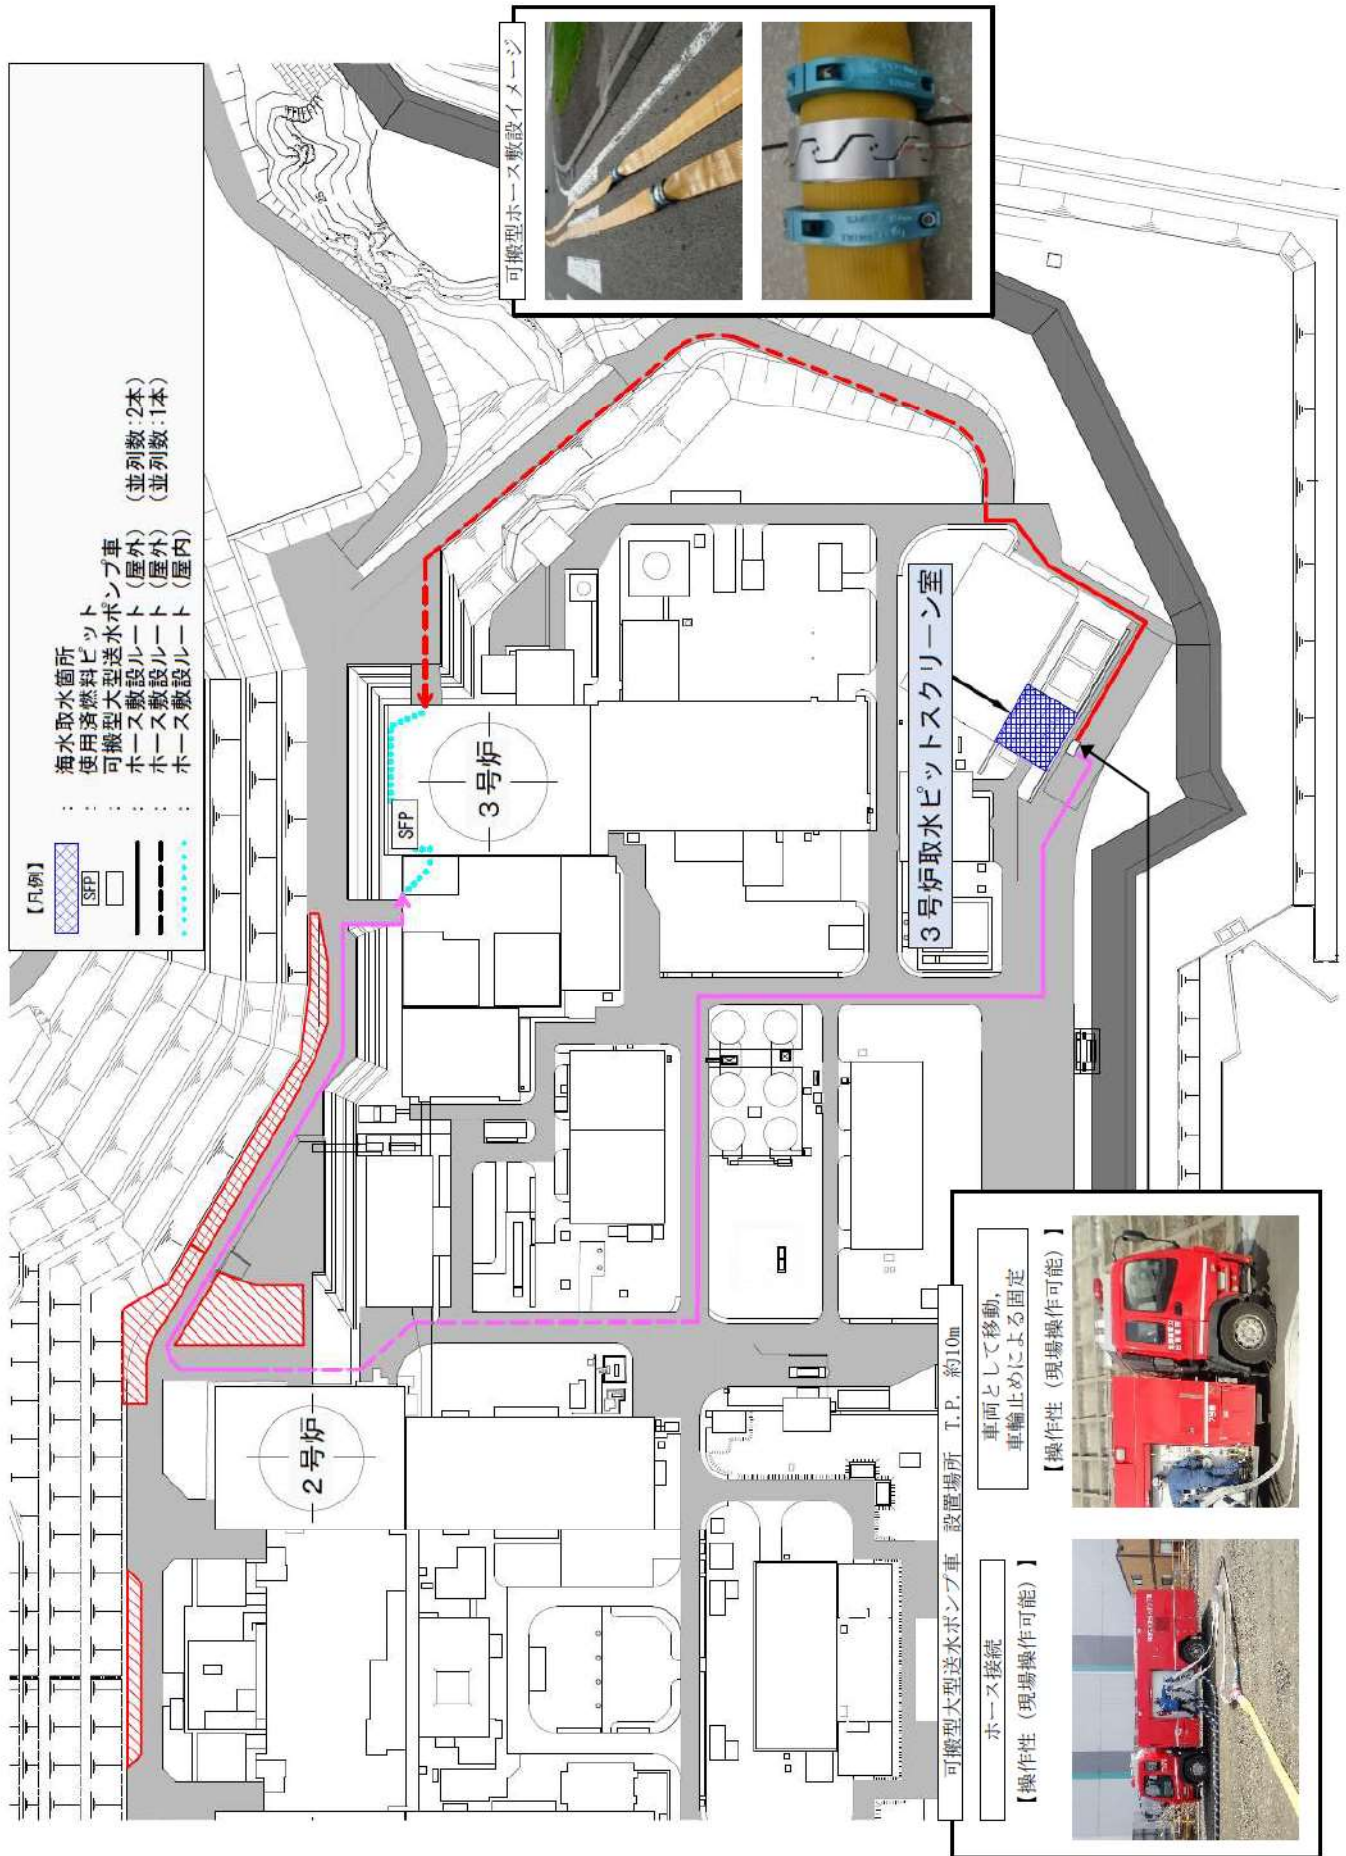 【凡例】
： 海水取水箇所
SFP ： 使用済燃料ピット
： 可搬型大型送水ポンプ車
： ホース敷設ルート（屋外）（並列数：2本）
： ホース敷設ルート（屋外）（並列数：1本）
： ホース敷設ルート（屋内）
可搬型ホース敷設イメージ
25
SFP
3号炉
2号炉
3号炉取水ピットスクリーン室
可搬型大型送水ポンプ車 設置場所 T.P. 約10m
ホース接続
【操作性（現場操作可能）】
車両として移動,
車輪止めによる固定
【操作性（現場操作可能）】